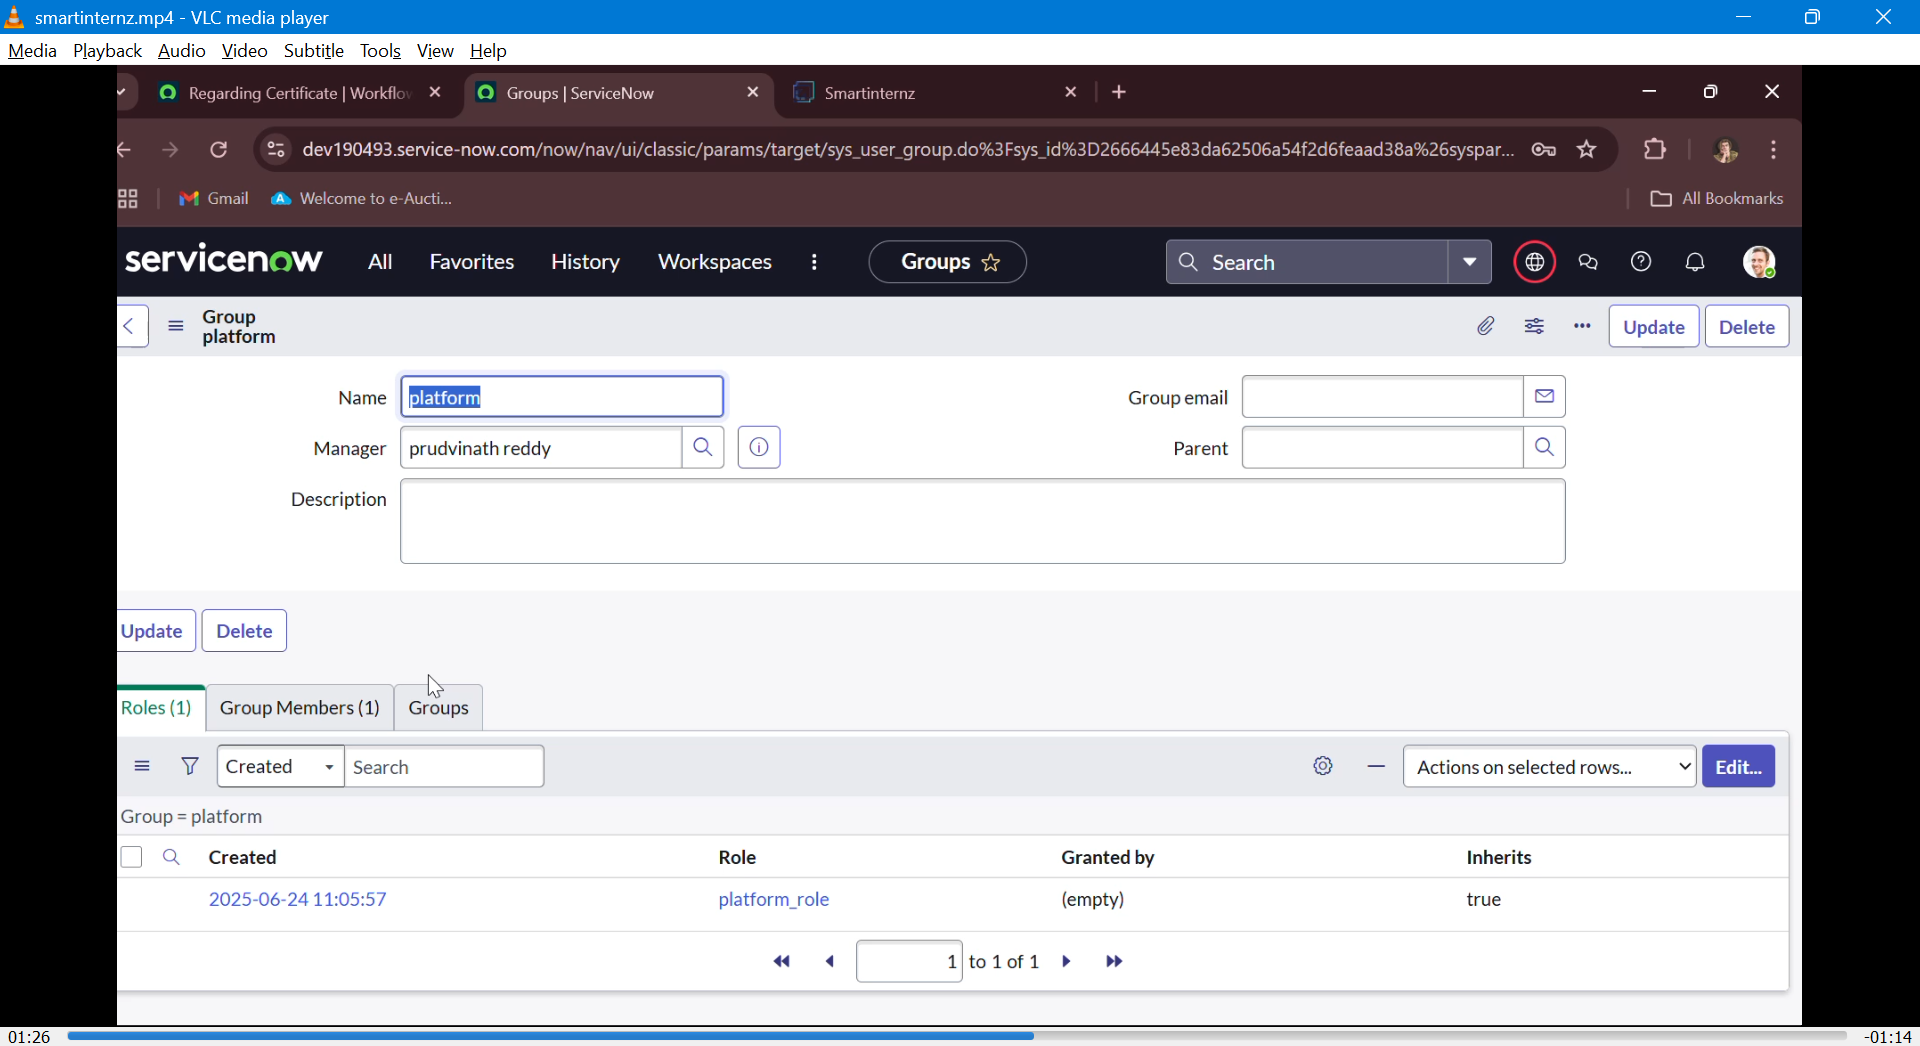 smartinternz.mp4 - VLC media player
Media Playback Audio Video Subtitle Tools View Help
Regarding Certificate | Workflo
Groups | ServiceNow
Smartinternz
dev190493.service-now.com/now/nav/ui/classic/params/target/sys_user_group.do%3Fsys_id%3D2666445e83da62506a54f2d6feaad38a%26syspar...
Gmail
Welcome to e-Aucti...
All Bookmarks
servicenow All Favorites History Workspaces Groups Search
Group
platform
Update Delete
Name platform
Group email
Manager prudvinath reddy
Parent
Description
Update Delete
Roles (1) Group Members (1) Groups
Created Search Actions on selected rows... Edit...
Group = platform
Created Role Granted by Inherits
2025-06-24 11:05:57 platform_role (empty) true
1 to 1 of 1
01:26 -01:14